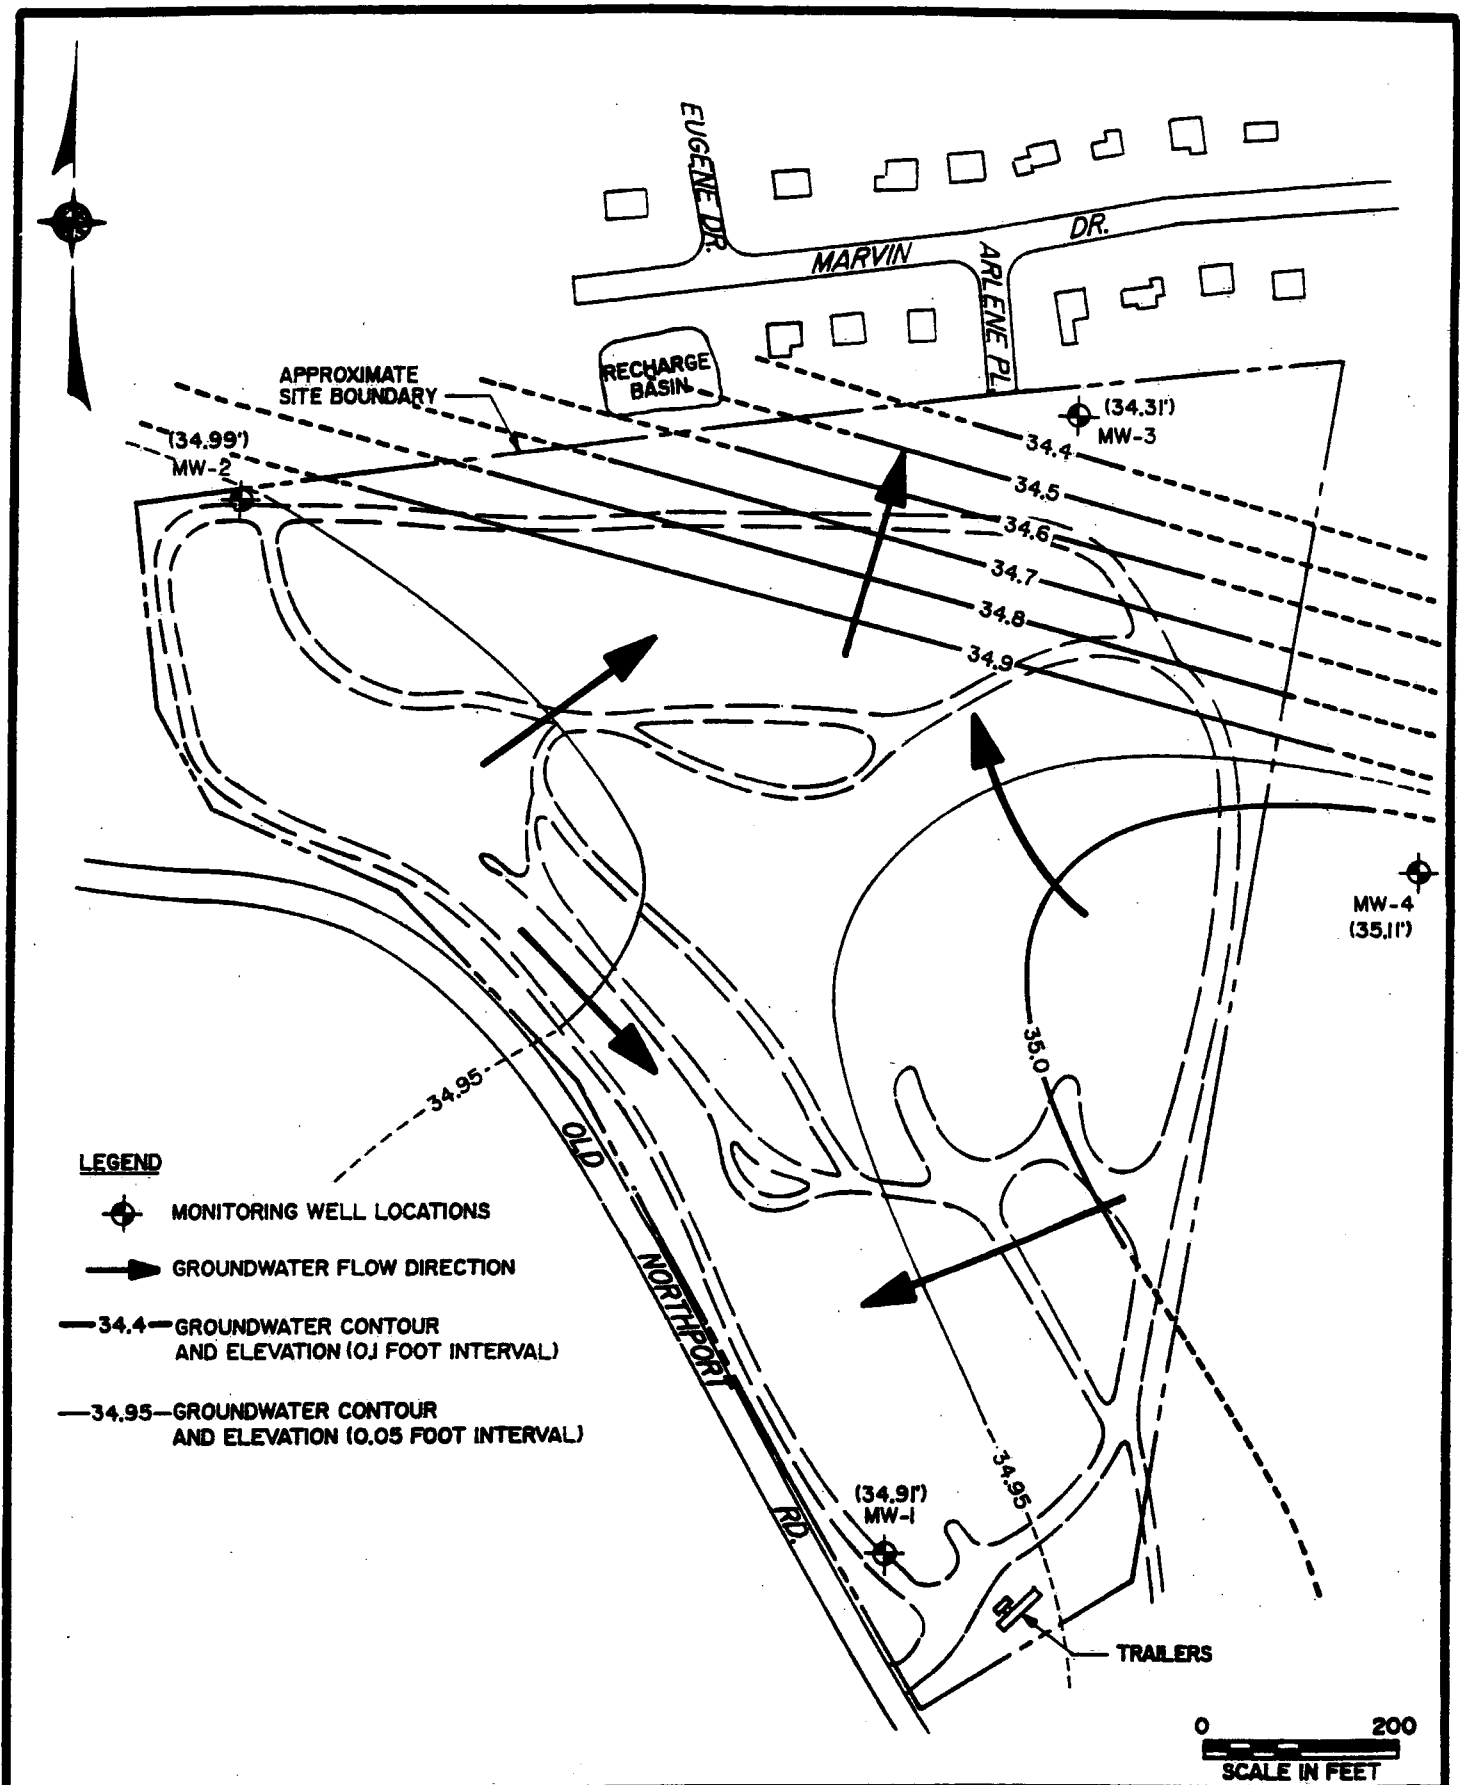 EUGENE DR.
MARVIN
DR.
ARLENE PL.
RECHARGE
BASIN
APPROXIMATE
SITE BOUNDARY
(34.99')
MW-2
(34.31')
MW-3
34.4
34.5
34.6
34.7
34.8
34.9
MW-4
(35.11')
35.0
34.95
OLD
NORTHPORT
RD.
LEGEND
MONITORING WELL LOCATIONS
GROUNDWATER FLOW DIRECTION
34.4 GROUNDWATER CONTOUR
AND ELEVATION (0.1 FOOT INTERVAL)
34.95 GROUNDWATER CONTOUR
AND ELEVATION (0.05 FOOT INTERVAL)
34.95
(34.91')
MW-1
TRAILERS
0 200
SCALE IN FEET